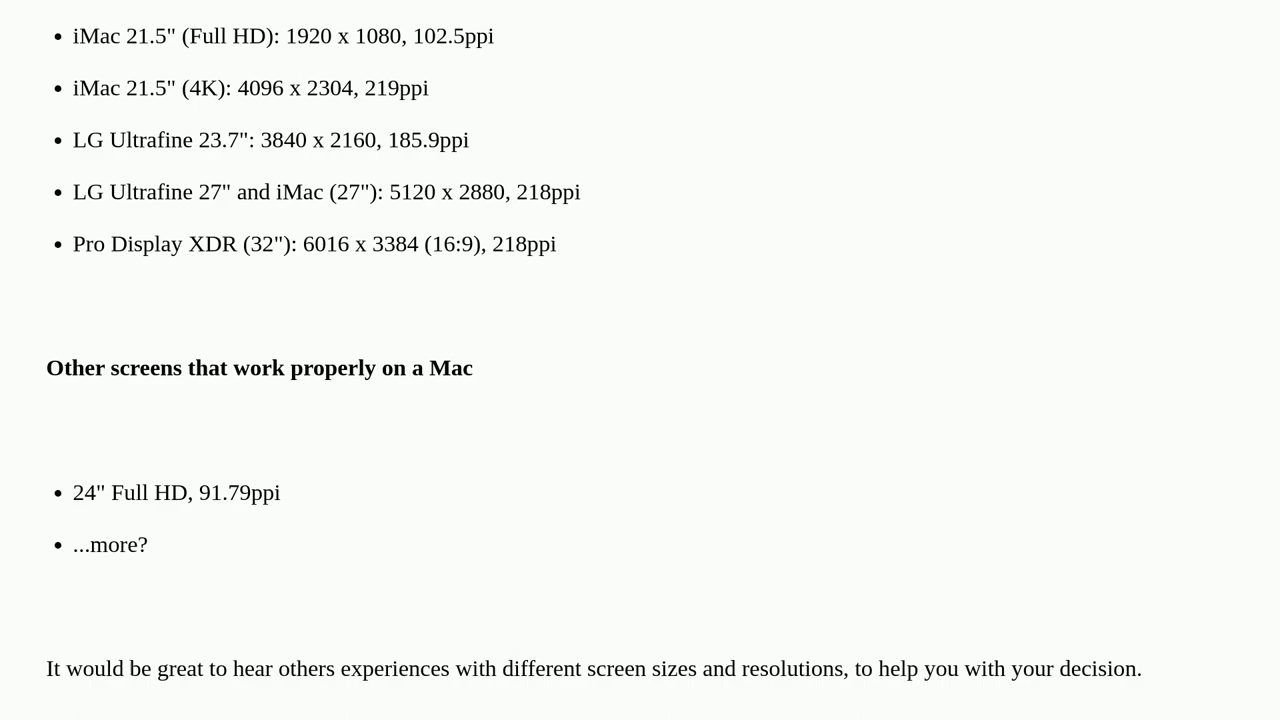 • iMac 21.5" (Full HD): 1920 x 1080, 102.5ppi
• iMac 21.5" (4K): 4096 x 2304, 219ppi
• LG Ultrafine 23.7": 3840 x 2160, 185.9ppi
• LG Ultrafine 27" and iMac (27"): 5120 x 2880, 218ppi
• Pro Display XDR (32"): 6016 x 3384 (16:9), 218ppi
Other screens that work properly on a Mac
• 24" Full HD, 91.79ppi
• ...more?
It would be great to hear others experiences with different screen sizes and resolutions, to help you with your decision.